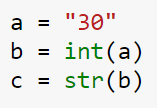 a = "30"
b = int(a)
c = str(b)